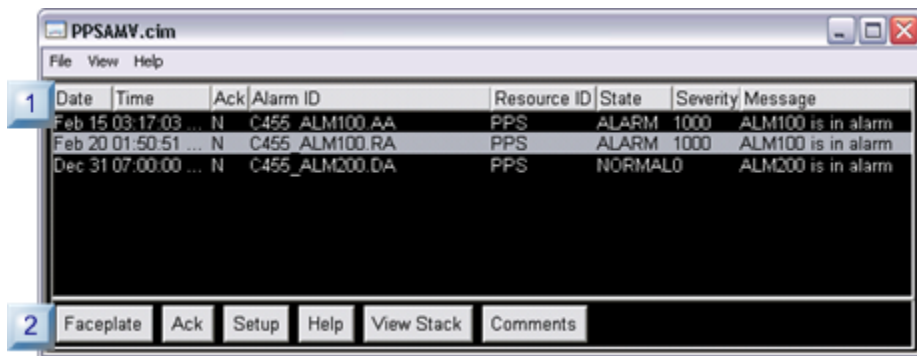 PPSAMV.cim
File View Help
1
Date Time Ack Alarm ID Resource ID State Severity Message
Feb 15 03:17:03 ... N C455_ALM100.AA PPS ALARM 1000 ALM100 is in alarm
Feb 20 01:50:51 ... N C455_ALM100.RA PPS ALARM 1000 ALM100 is in alarm
Dec 31 07:00:00 ... N C455_ALM200.DA PPS NORMAL 0 ALM200 is in alarm
2
Faceplate Ack Setup Help View Stack Comments